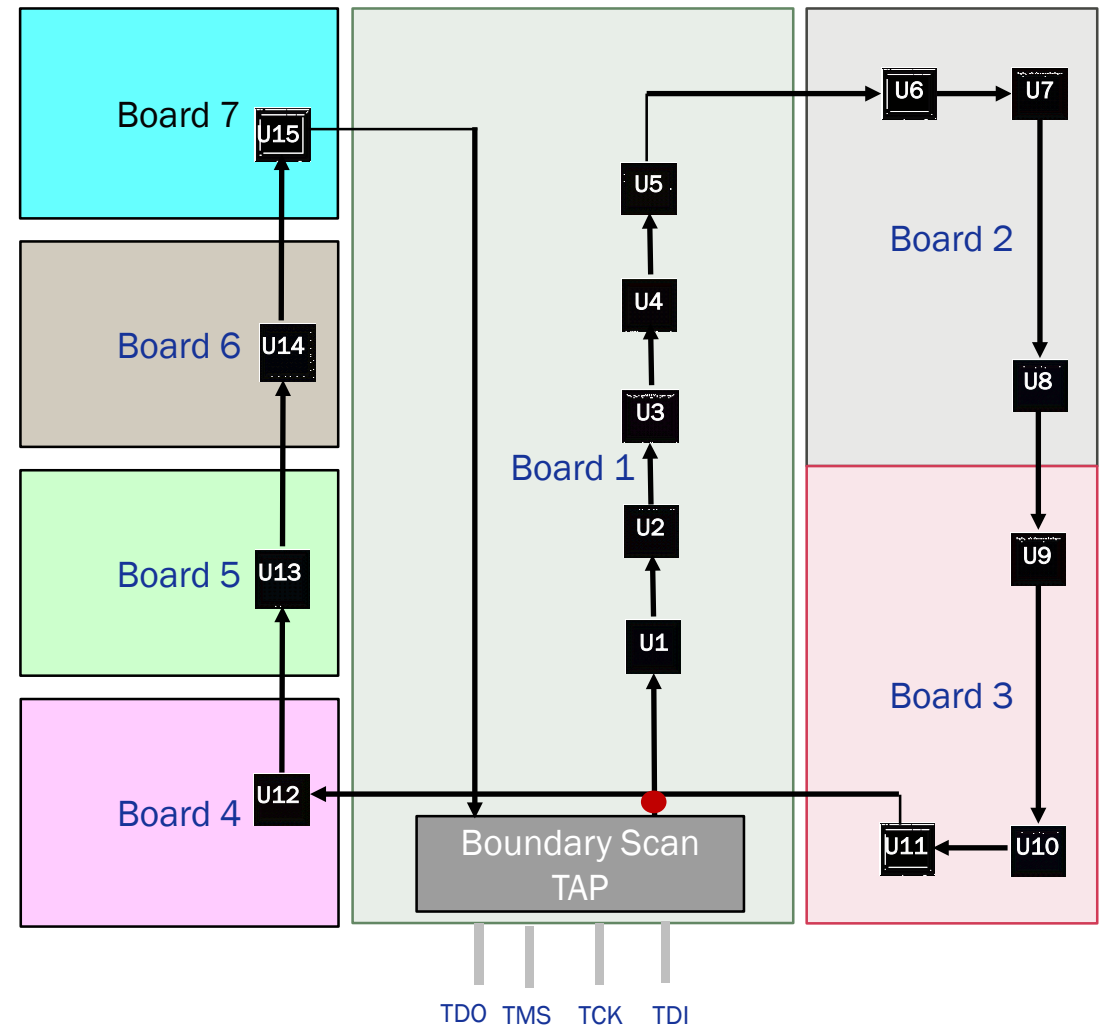 Board 7
U15
Board 6
U14
Board 5
U13
Board 4
U12
U5
U4
U3
Board 1
U2
U1
Boundary Scan
TAP
TDO TMS TCK TDI
U6 U7
Board 2
U8
U9
Board 3
U11 U10